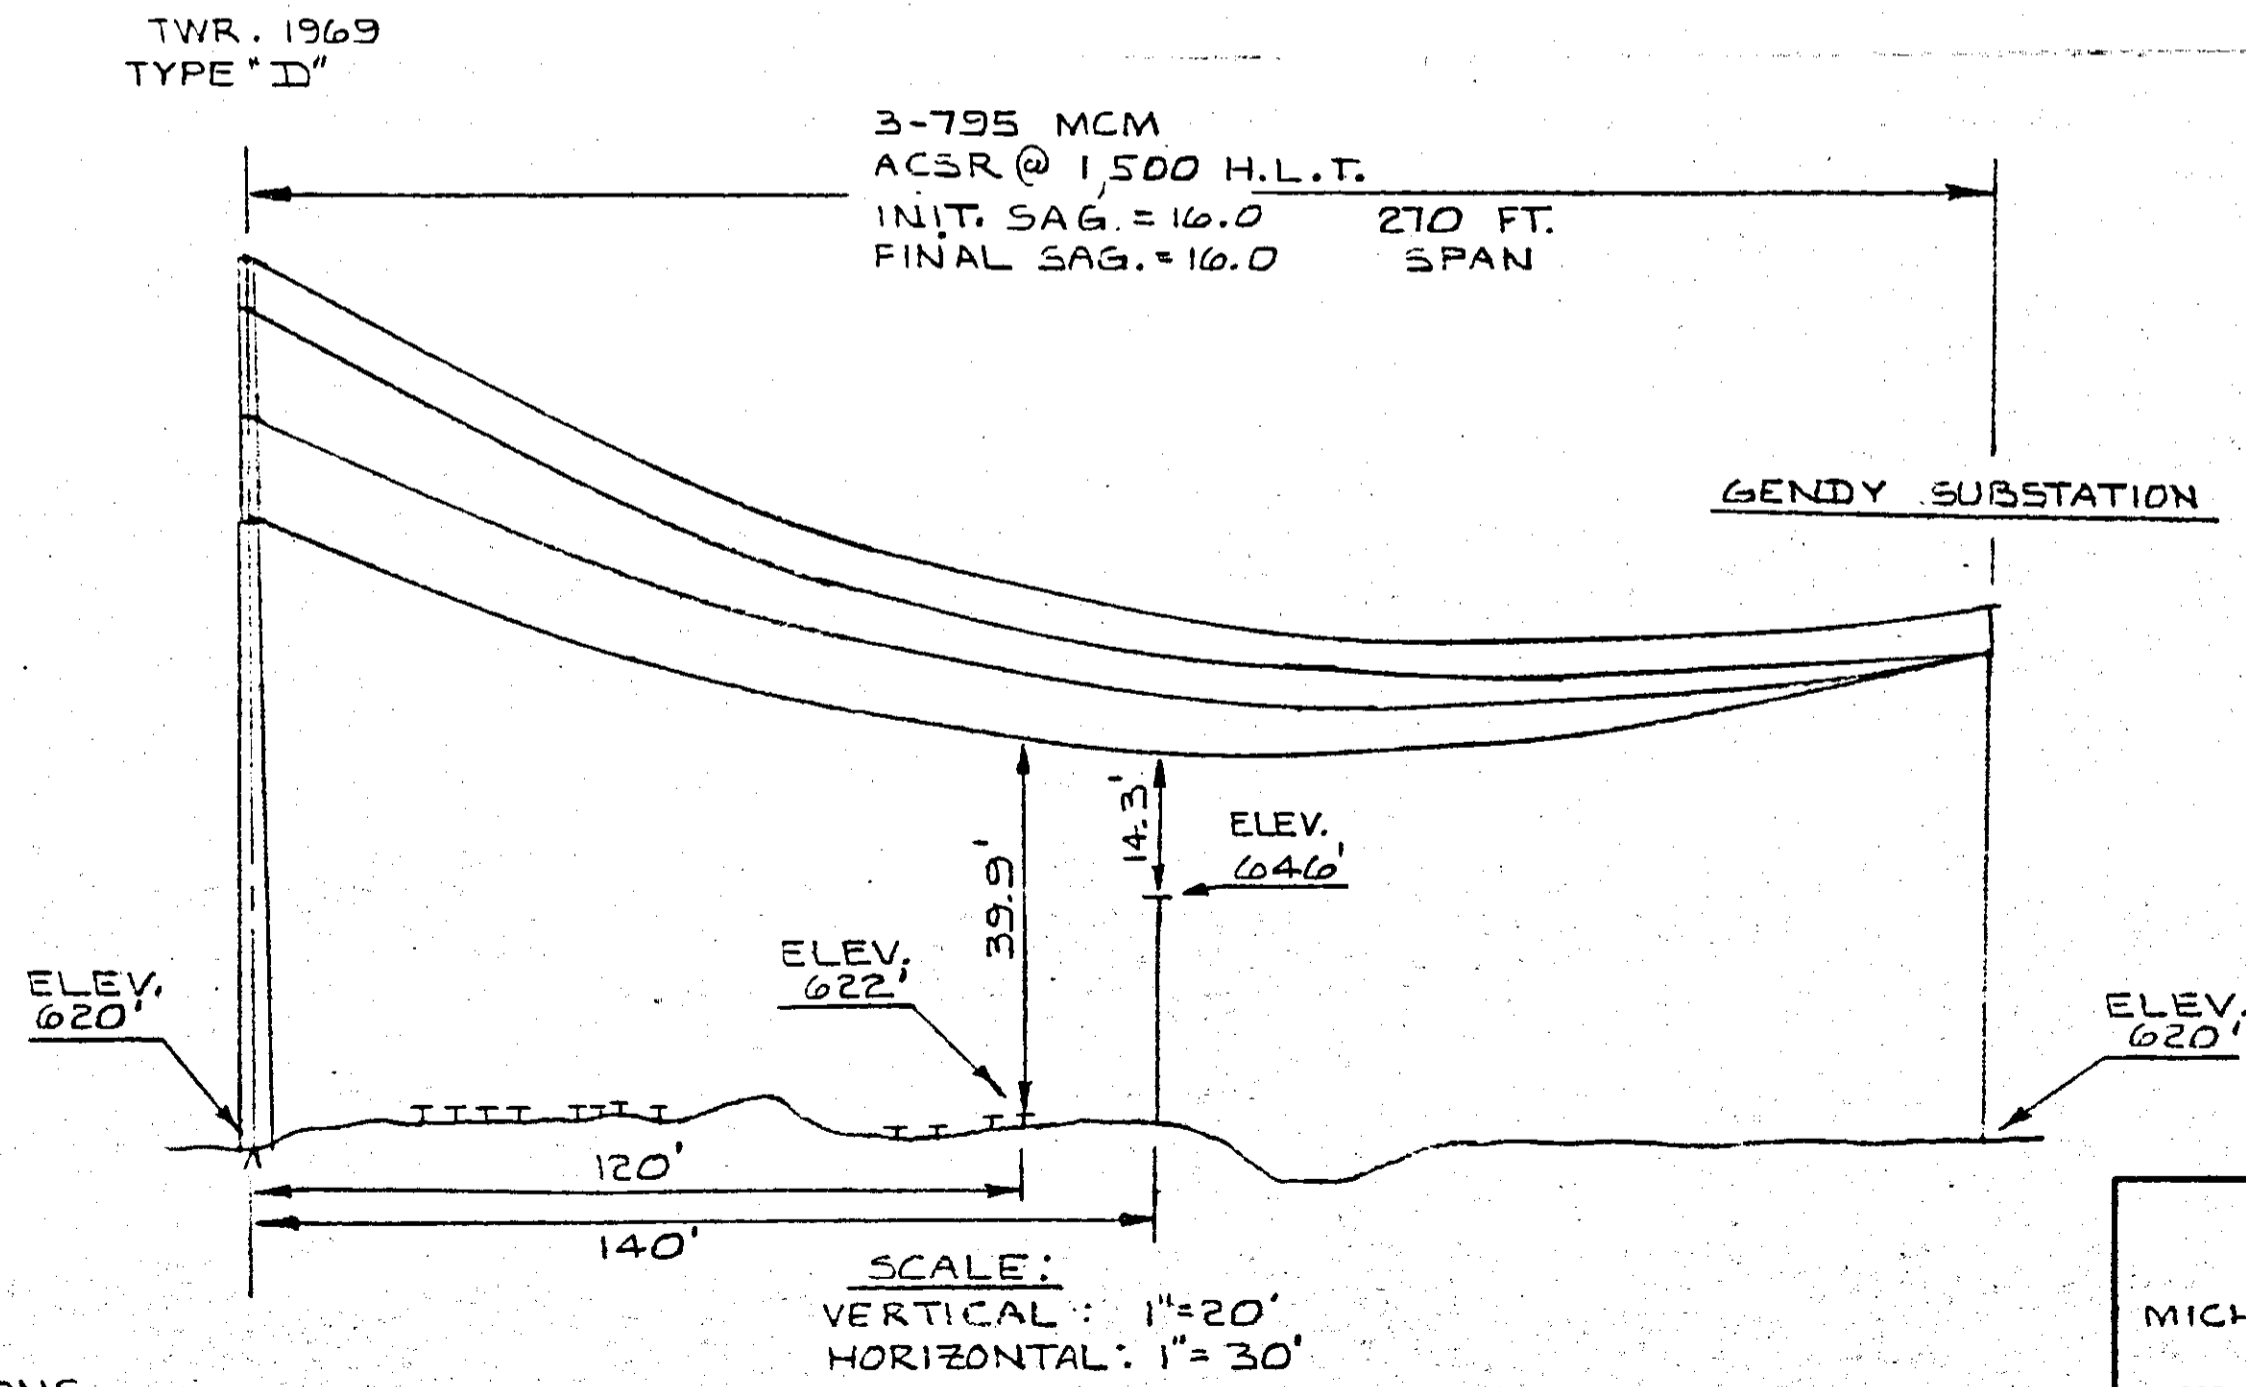 TWR. 1969
TYPE "D"
3-795 MCM
ACSR @ 1,500 H.L.T.
INIT. SAG. = 16.0
FINAL SAG. = 16.0
270 FT.
SPAN
GENDY SUBSTATION
14.3'
ELEV.
646'
39.9'
ELEV.
622'
ELEV.
620'
ELEV.
620'
120'
140'
SCALE:
VERTICAL: 1"=20'
HORIZONTAL: 1"=30'
MICH